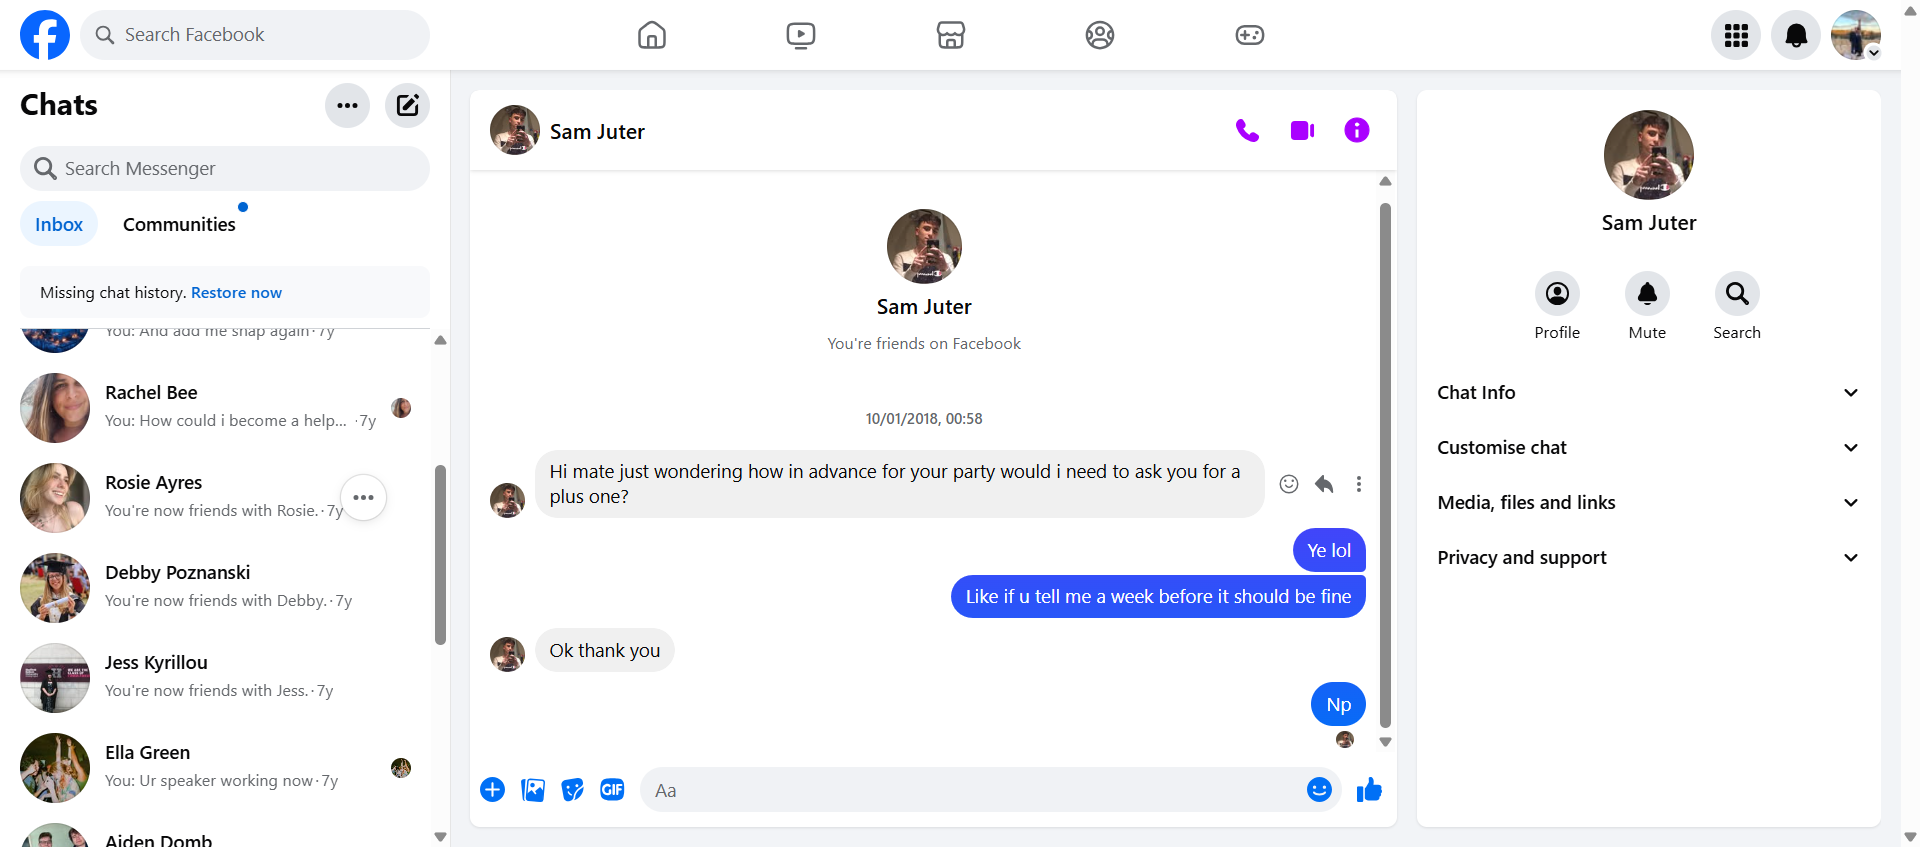 Search Facebook
Chats
Search Messenger
Inbox
Communities
Missing chat history. Restore now
You: And add me snap again · 7y
Rachel Bee
You: How could i become a help... · 7y
Rosie Ayres
You're now friends with Rosie. · 7y
Debby Poznanski
You're now friends with Debby. · 7y
Jess Kyrillou
You're now friends with Jess. · 7y
Ella Green
You: Ur speaker working now · 7y
Aiden Domb
Sam Juter
Sam Juter
You're friends on Facebook
10/01/2018, 00:58
Hi mate just wondering how in advance for your party would i need to ask you for a
plus one?
Ye lol
Like if u tell me a week before it should be fine
Ok thank you
Np
GIF
Aa
Sam Juter
Profile
Mute
Search
Chat Info
Customise chat
Media, files and links
Privacy and support